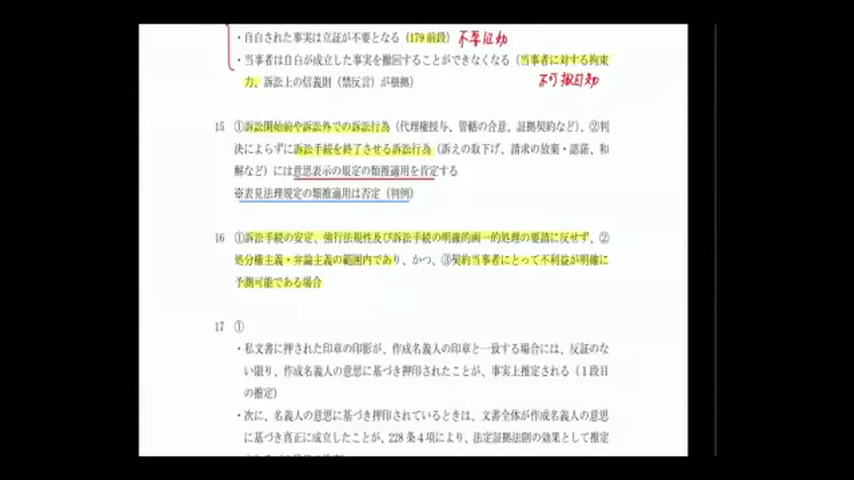 ・自白された事実は立証が不要となる（179 前段） 不要証効
・当事者は自白が成立した事実を撤回することができなくなる（当事者に対する拘束
力、訴訟上の信義則（禁反言）が根拠） 不可撤回効
15 ①訴訟開始前や訴訟外での訴訟行為（代理権授与、管轄の合意、証拠契約など）、②判
決によらずに訴訟手続を終了させる訴訟行為（訴えの取下げ、請求の放棄・認諾、和
解など）には意思表示の規定の類推適用を肯定する
※表見法理規定の類推適用は否定（判例）
16 ①訴訟手続の安定、強行法規性及び訴訟手続の明確的画一的処理の要請に反せず、②
処分権主義・弁論主義の範囲内であり、かつ、③契約当事者にとって不利益が明確に
予測可能である場合
17 ①
・私文書に押された印章の印影が、作成名義人の印章と一致する場合には、反証のな
い限り、作成名義人の意思に基づき押印されたことが、事実上推定される（１段目
の推定）
・次に、名義人の意思に基づき押印されているときは、文書全体が作成名義人の意思
に基づき真正に成立したことが、228 条４項により、法定証拠法則の効果として推定